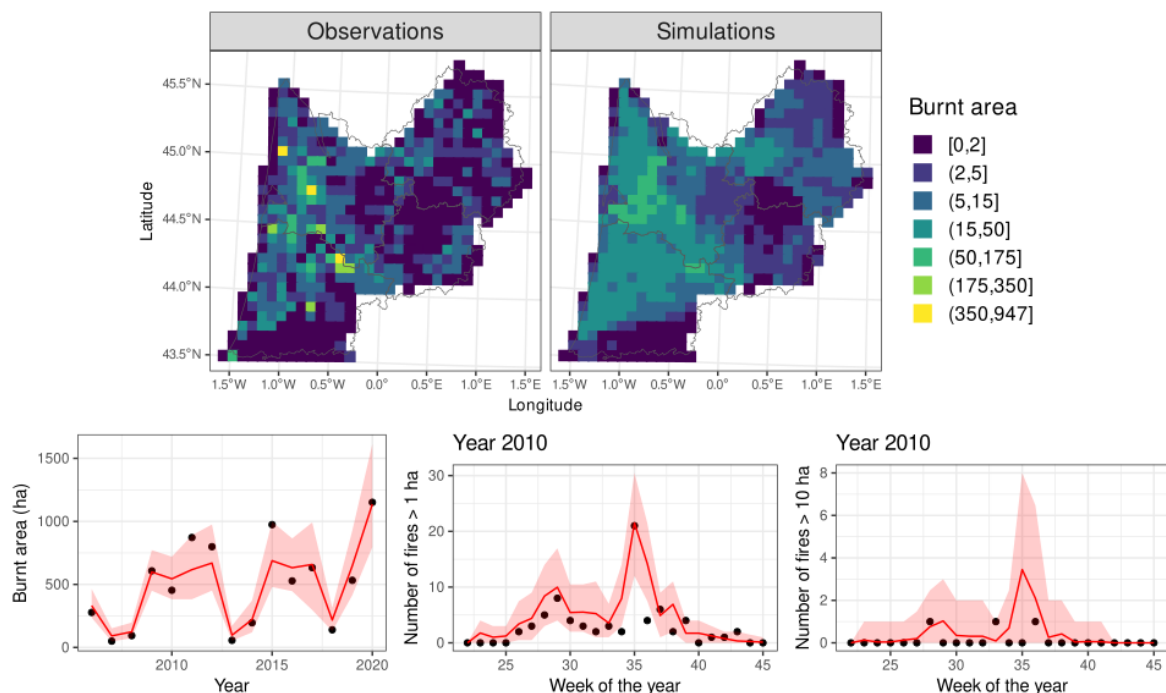 Observations
Simulations
45.5°N
45.0°N
44.5°N
44.0°N
43.5°N
Latitude
1.5°W 1.0°W 0.5°W 0.0° 0.5°E 1.0°E 1.5°E
1.5°W 1.0°W 0.5°W 0.0° 0.5°E 1.0°E 1.5°E
Longitude
Burnt area
[0,2]
(2,5]
(5,15]
(15,50]
(50,175]
(175,350]
(350,947]
Burnt area (ha)
1500
1000
500
0
2010 2015 2020
Year
Year 2010
Number of fires > 1 ha
30
20
10
0
25 30 35 40 45
Week of the year
Year 2010
Number of fires > 10 ha
8
6
4
2
0
25 30 35 40 45
Week of the year